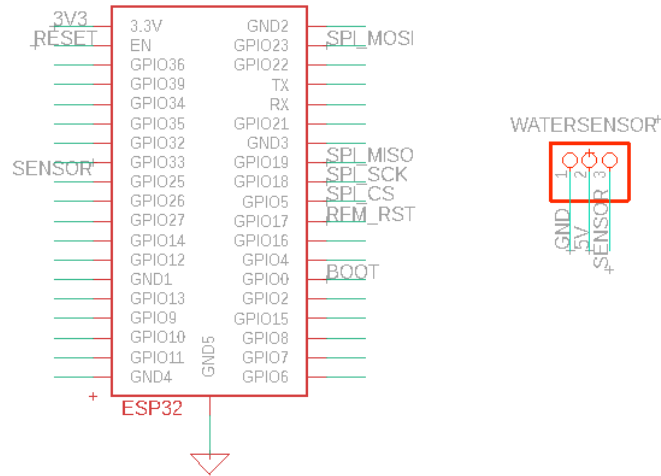 3V3
RESET
SENSOR
3.3V
EN
GPIO36
GPIO39
GPIO34
GPIO35
GPIO32
GPIO33
GPIO25
GPIO26
GPIO27
GPIO14
GPIO12
GND1
GPIO13
GPIO9
GPIO10
GPIO11
GND4
GND5
GND2
GPIO23
GPIO22
TX
RX
GPIO21
GND3
GPIO19
GPIO18
GPIO5
GPIO17
GPIO16
GPIO4
GPIO0
GPIO2
GPIO15
GPIO8
GPIO7
GPIO6
SPI_MOSI
SPI_MISO
SPI_SCK
SPI_CS
RFM_RST
BOOT
ESP32
WATERSENSOR
1
2
3
GND
5V
SENSOR